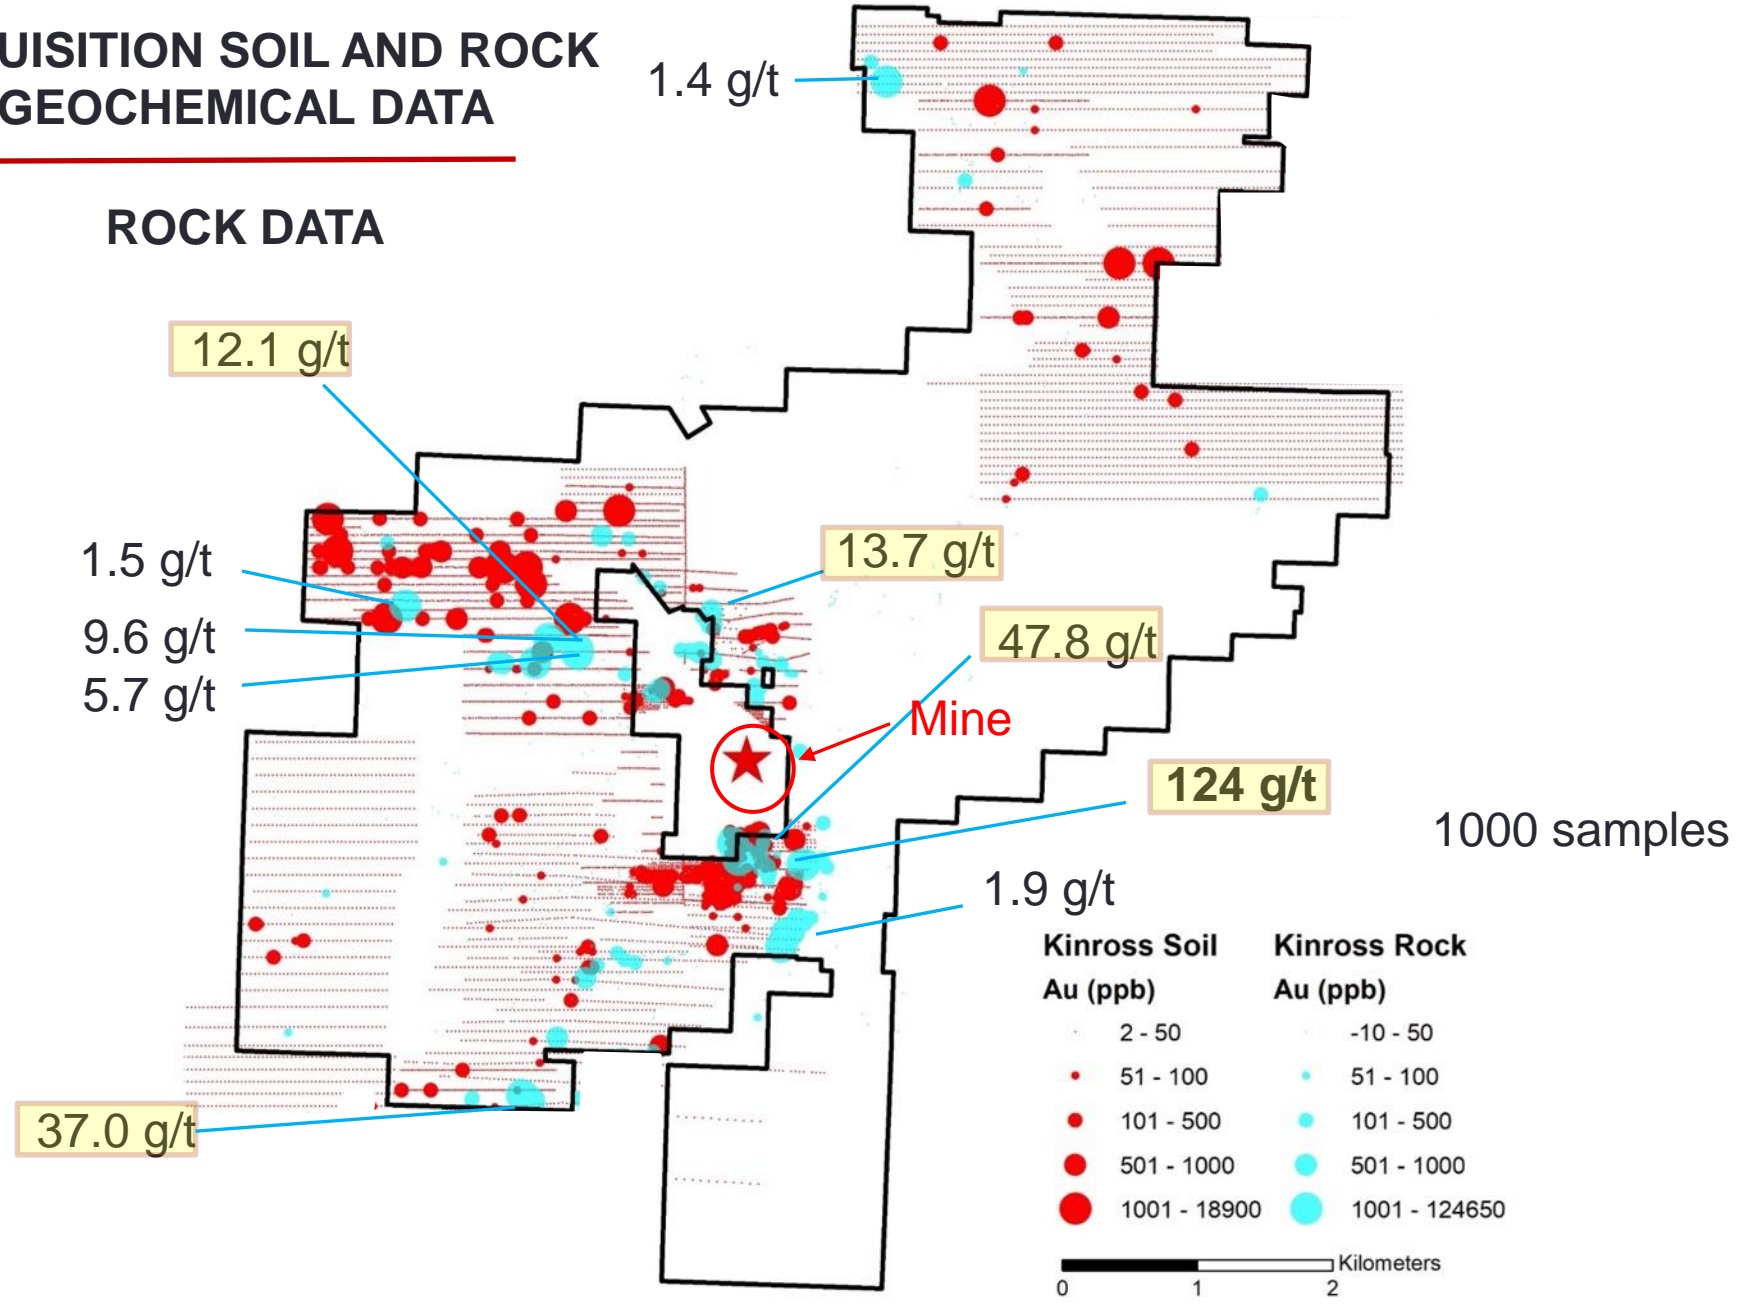 UISITION SOIL AND ROCK
GEOCHEMICAL DATA
ROCK DATA
1.4 g/t
12.1 g/t
1.5 g/t
9.6 g/t
5.7 g/t
13.7 g/t
47.8 g/t
Mine
124 g/t
1000 samples
1.9 g/t
37.0 g/t
Kinross Soil
Au (ppb)
2 - 50
51 - 100
101 - 500
501 - 1000
1001 - 18900
Kinross Rock
Au (ppb)
-10 - 50
51 - 100
101 - 500
501 - 1000
1001 - 124650
Kilometers
0 1 2